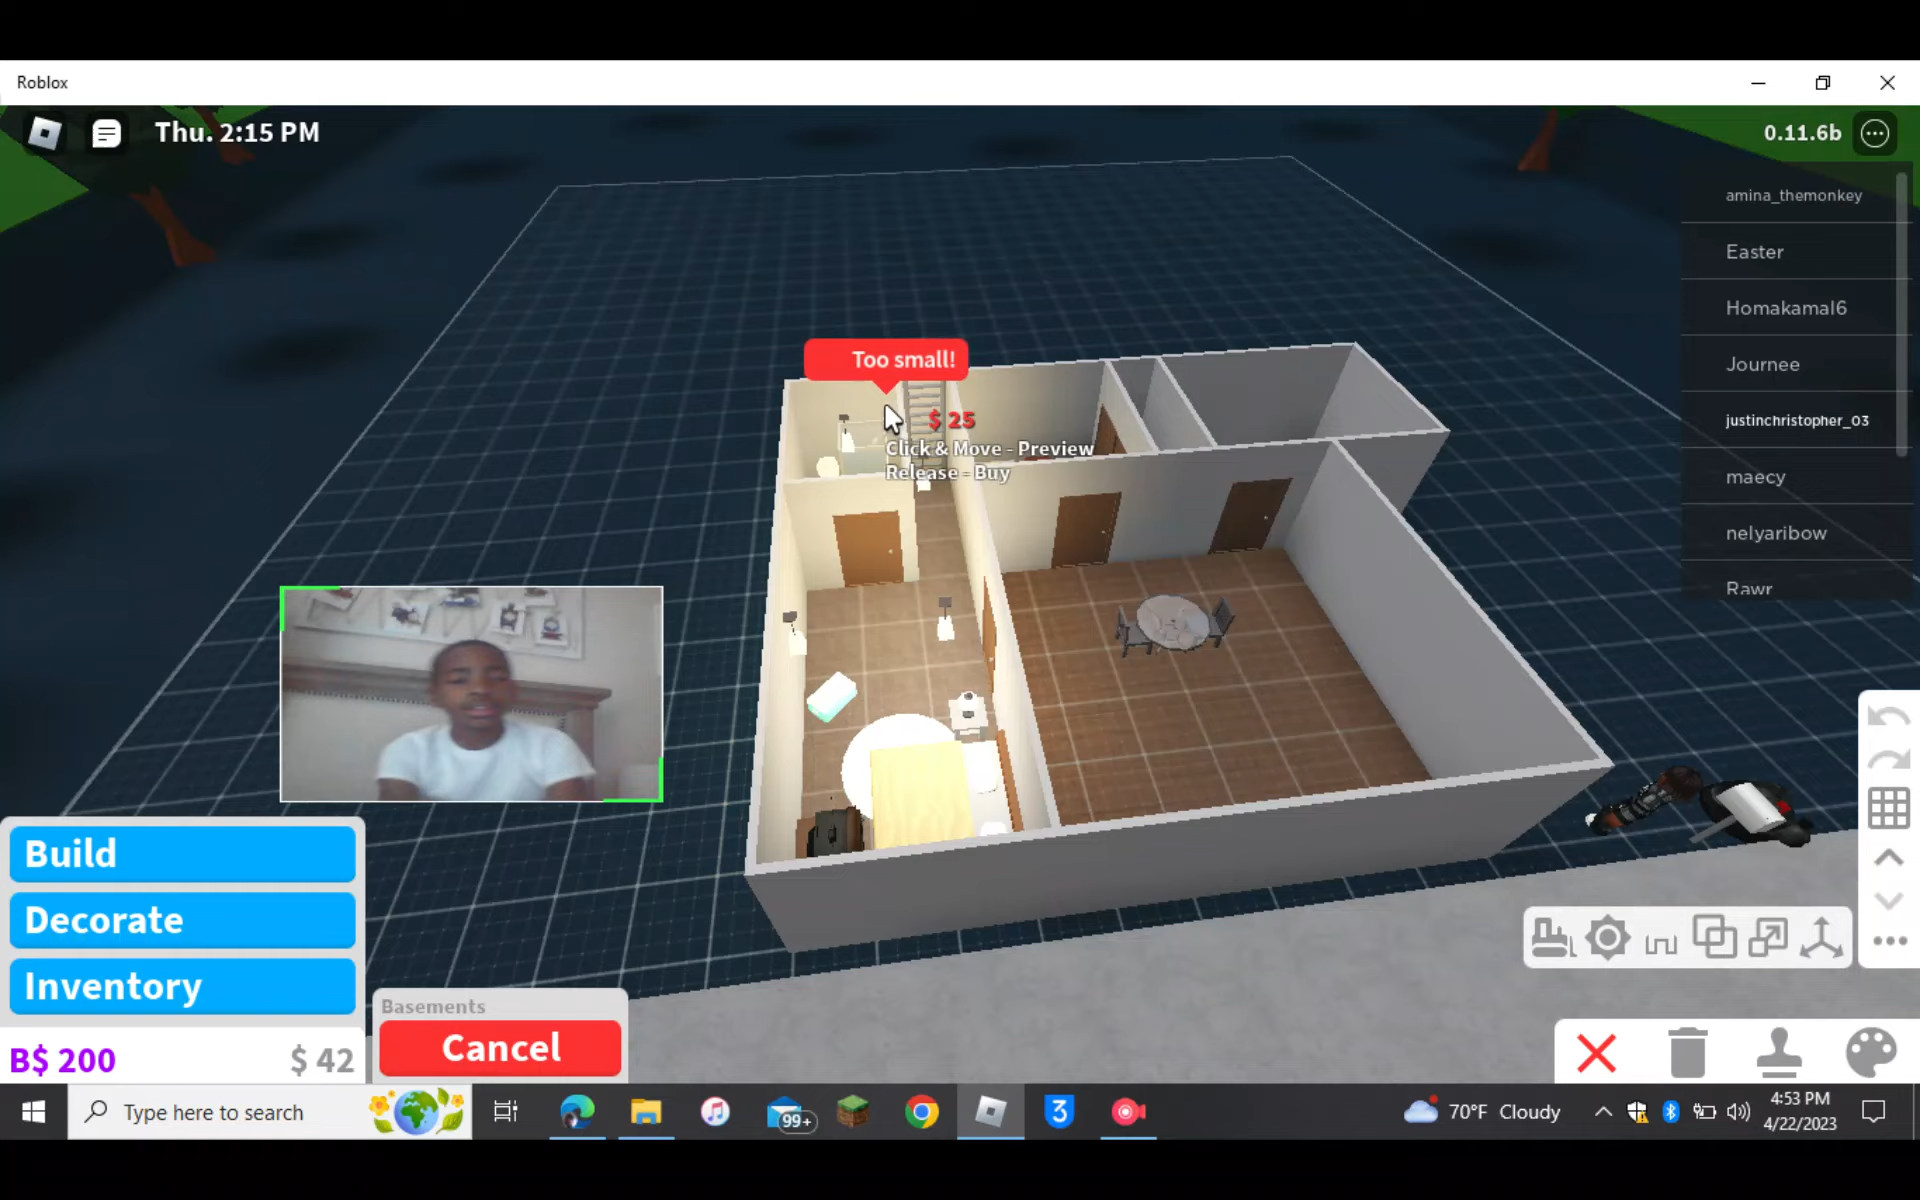 Roblox
Thu. 2:15 PM
0.11.6b
amina_themonkey
Easter
Homakamal6
Journee
justinchristopher_03
maecy
nelyaribow
Rawr
Too small!
$ 25
Click & Move - Preview
Release - Buy
Build
Decorate
Inventory
B$ 200
$ 42
Basements
Cancel
Type here to search
99+
3
70°F Cloudy
4:53 PM
4/22/2023